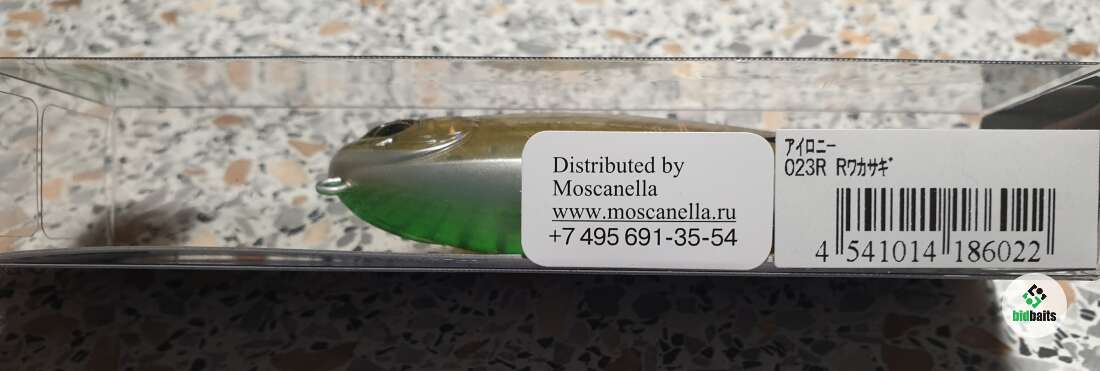 Distributed by
Moscanella
www.moscanella.ru
+7 495 691-35-54
アイロニー
023R Rワカサギ
4 541014 186022
bidbaits